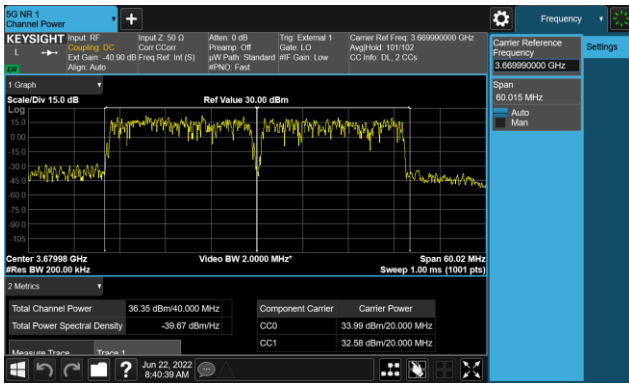 5G NR 1
Channel Power
Frequency
KEYSIGHT
L
LU
Input: RF
Coupling: DC
Ext Gain: -40.90 dB
Align: Auto
Input Z: 50 Ω
Corr CCorr
Freq Ref: Int (S)
Atten: 0 dB
Preamp: Off
µW Path: Standard
#PNO: Fast
Trig: External 1
Gate: LO
#IF Gain: Low
Carrier Ref Freq: 3.669990000 GHz
Avg|Hold: 101/102
CC Info: DL, 2 CCs
Carrier Reference
Frequency
3.669990000 GHz
Settings
Span
60.015 MHz
Auto
Man
1 Graph
Scale/Div 15.0 dB
Ref Value 30.00 dBm
Log
15.0
0.00
-15.0
-30.0
-45.0
-60.0
-75.0
-90.0
-105
Center 3.67998 GHz
#Res BW 200.00 kHz
Video BW 2.0000 MHz*
Span 60.02 MHz
Sweep 1.00 ms (1001 pts)
2 Metrics
Total Channel Power 36.35 dBm/40.000 MHz
Total Power Spectral Density -39.67 dBm/Hz
Component Carrier Carrier Power
CC0 33.99 dBm/20.000 MHz
CC1 32.58 dBm/20.000 MHz
Measure Trace Trace 1
?
Jun 22, 2022
8:40:39 AM